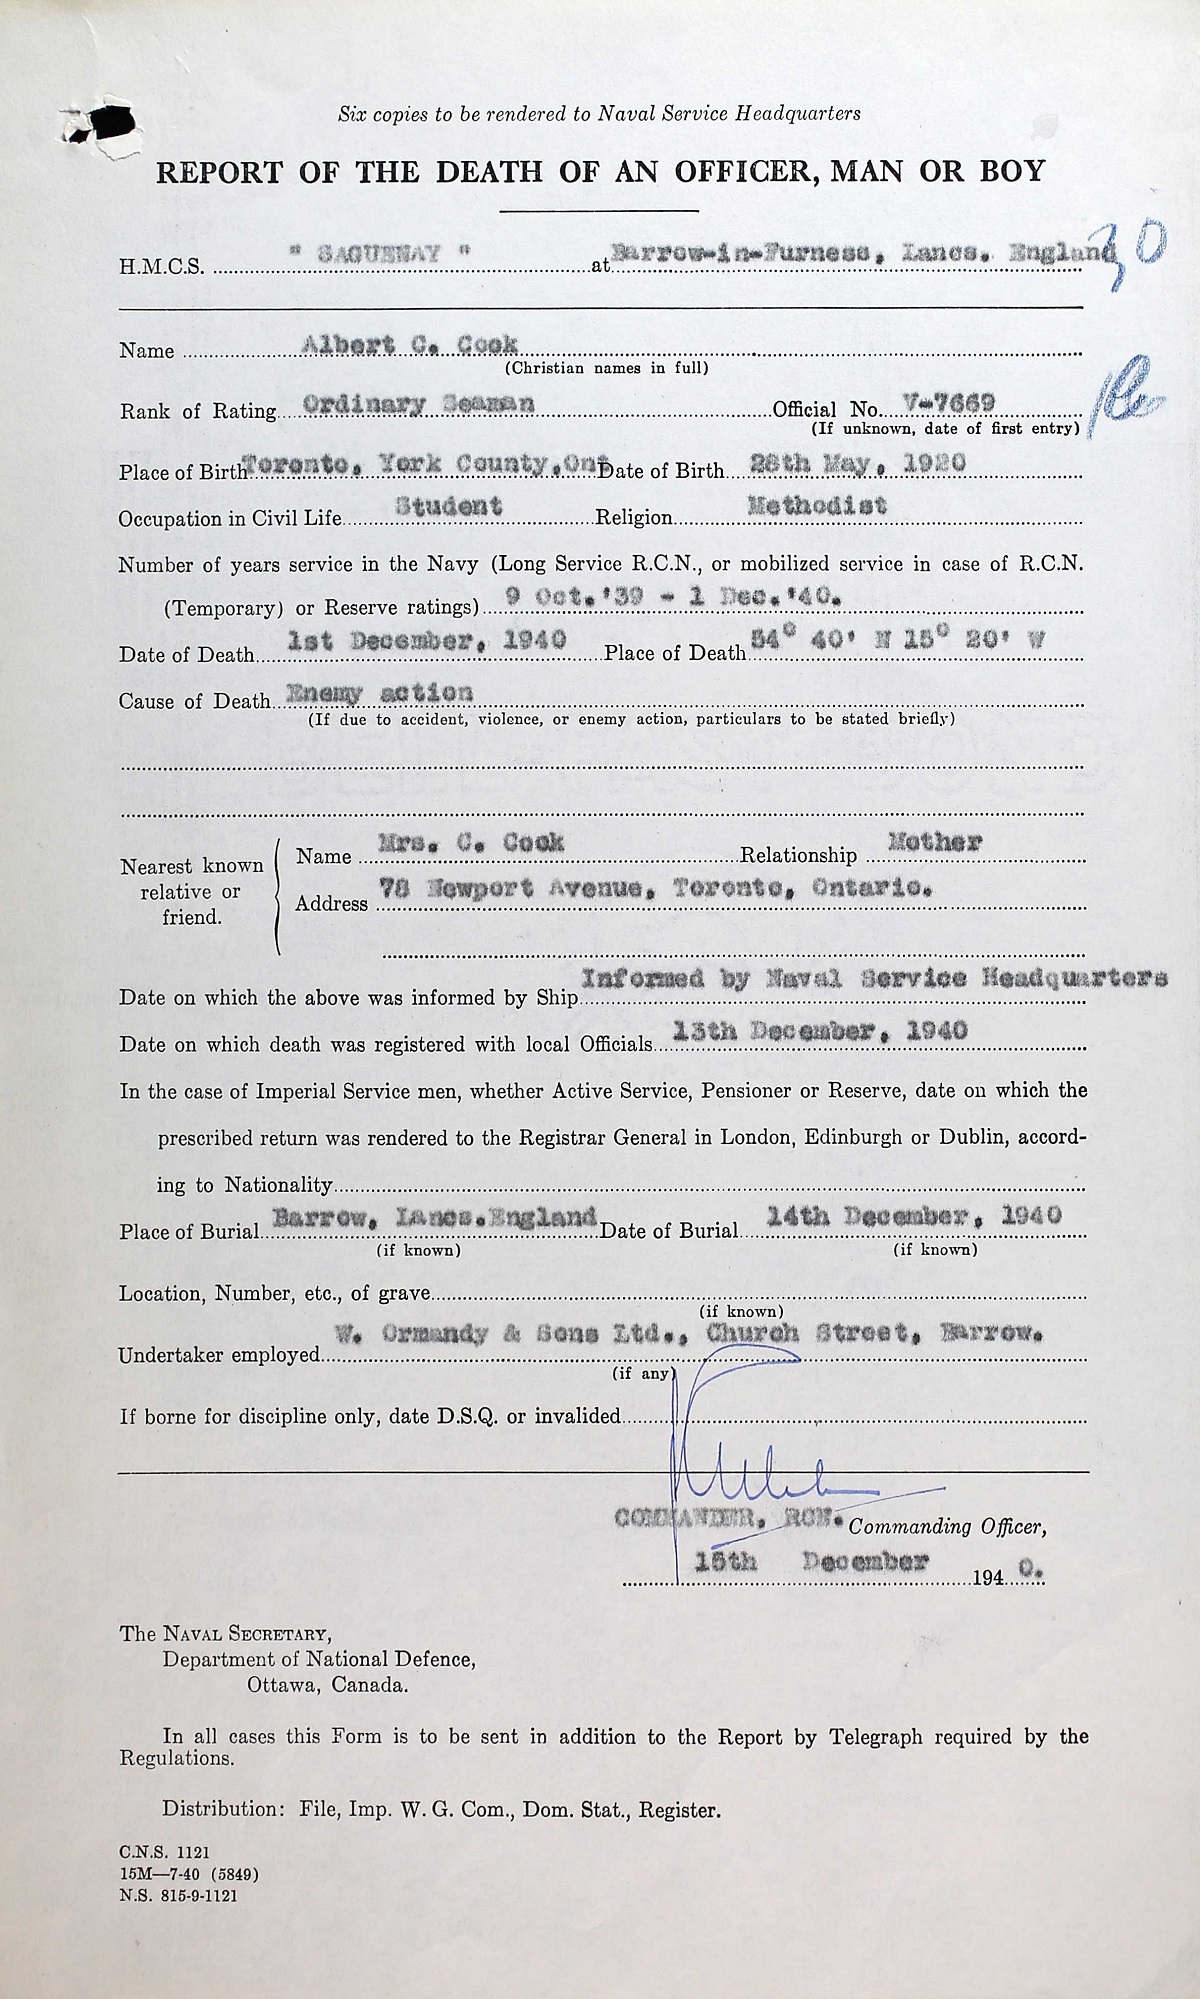 Six copies to be rendered to Naval Service Headquarters
REPORT OF THE DEATH OF AN OFFICER, MAN OR BOY
H.M.C.S. " SAGUENAY " at Barrow-in-Furness, Lancs. England
30
Name Albert C. Cook
(Christian names in full)
Rank of Rating Ordinary Seaman Official No. V-7669
(If unknown, date of first entry)
Place of Birth Toronto, York County, Ont Date of Birth 28th May, 1920
Occupation in Civil Life Student Religion Methodist
Number of years service in the Navy (Long Service R.C.N., or mobilized service in case of R.C.N.
(Temporary) or Reserve ratings) 9 Oct.'39 - 1 Dec.'40.
Date of Death 1st December, 1940 Place of Death 54° 40' N 15° 20' W
Cause of Death Enemy action
(If due to accident, violence, or enemy action, particulars to be stated briefly)
Nearest known relative or friend.
Name Mrs. C. Cook Relationship Mother
Address 78 Newport Avenue, Toronto, Ontario.
Date on which the above was informed by Ship Informed by Naval Service Headquarters
Date on which death was registered with local Officials 13th December, 1940
In the case of Imperial Service men, whether Active Service, Pensioner or Reserve, date on which the
prescribed return was rendered to the Registrar General in London, Edinburgh or Dublin, accord-
ing to Nationality
Place of Burial Barrow, Lancs. England Date of Burial 14th December, 1940
(if known) (if known)
Location, Number, etc., of grave
(if known)
Undertaker employed W. Ormandy & Sons Ltd., Church Street, Barrow.
(if any)
If borne for discipline only, date D.S.Q. or invalided
COMMANDER, RCN. Commanding Officer,
15th December 1940.
The NAVAL SECRETARY,
Department of National Defence,
Ottawa, Canada.
In all cases this Form is to be sent in addition to the Report by Telegraph required by the
Regulations.
Distribution: File, Imp. W. G. Com., Dom. Stat., Register.
C.N.S. 1121
15M—7-40 (5849)
N.S. 815-9-1121